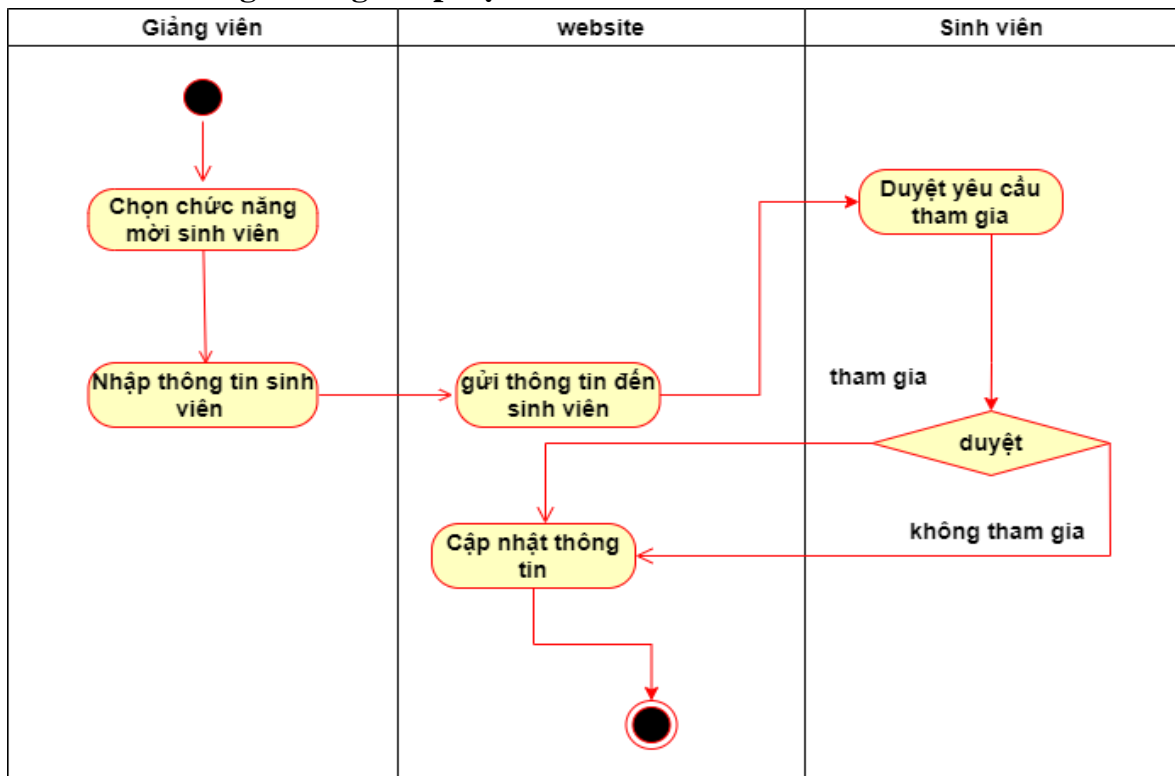 Giảng viên
website
Sinh viên
Chọn chức năng
mời sinh viên
Duyệt yêu cầu
tham gia
Nhập thông tin sinh
viên
gửi thông tin đến
sinh viên
tham gia
duyệt
không tham gia
Cập nhật thông
tin